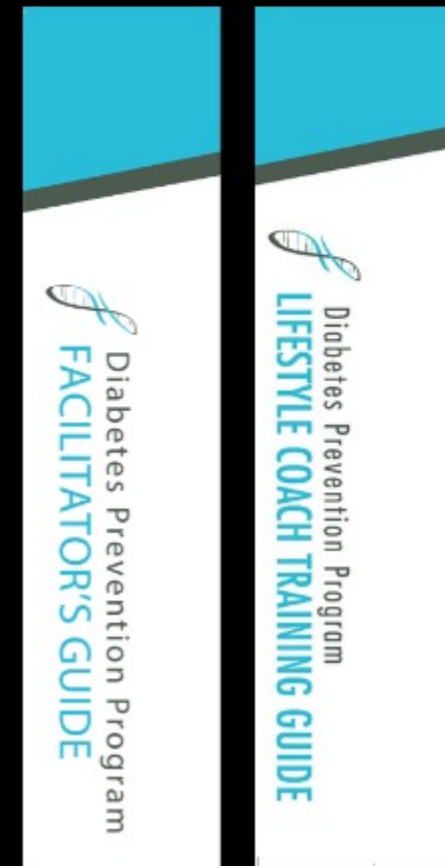 Diabetes Prevention Program
FACILITATOR'S GUIDE
Diabetes Prevention Program
LIFESTYLE COACH TRAINING GUIDE